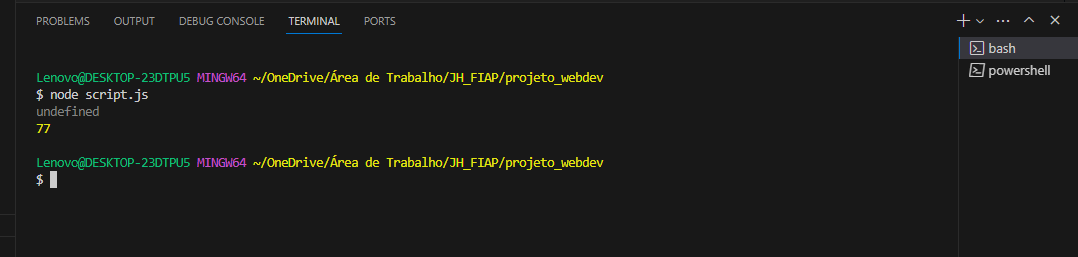 PROBLEMS OUTPUT DEBUG CONSOLE TERMINAL PORTS
bash
powershell
Lenovo@DESKTOP-23DTPU5 MINGW64 ~/OneDrive/Área de Trabalho/JH_FIAP/projeto_webdev
$ node script.js
undefined
77
Lenovo@DESKTOP-23DTPU5 MINGW64 ~/OneDrive/Área de Trabalho/JH_FIAP/projeto_webdev
$